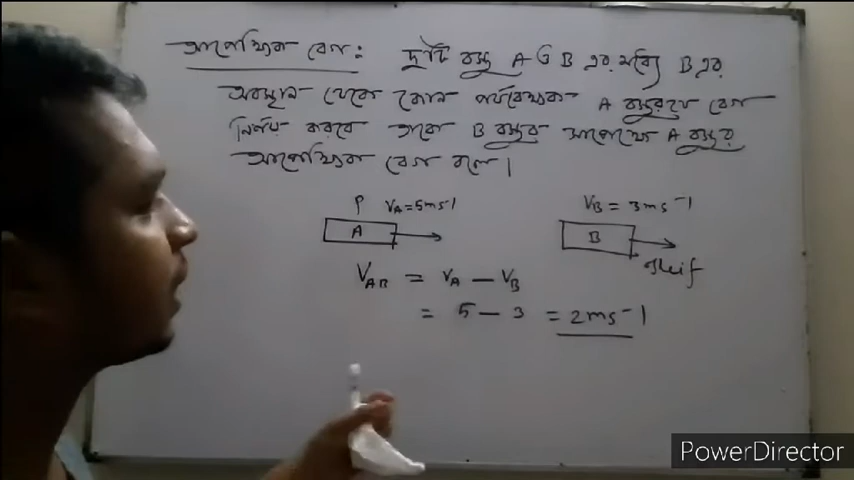 আপেক্ষিক বেগ: দুটি বস্তু A ও B এর মধ্যে B এর
অবস্থান থেকে কোন পর্যবেক্ষক A বস্তুর যে বেগ
নির্ণয় করবে তাকে B বস্তুর সাপেক্ষে A বস্তুর
আপেক্ষিক বেগ বলে।
P VA = 5ms-1 VB = 3ms-1
A B
VAB = VA - VB
= 5 - 3 = 2ms-1
PowerDirector